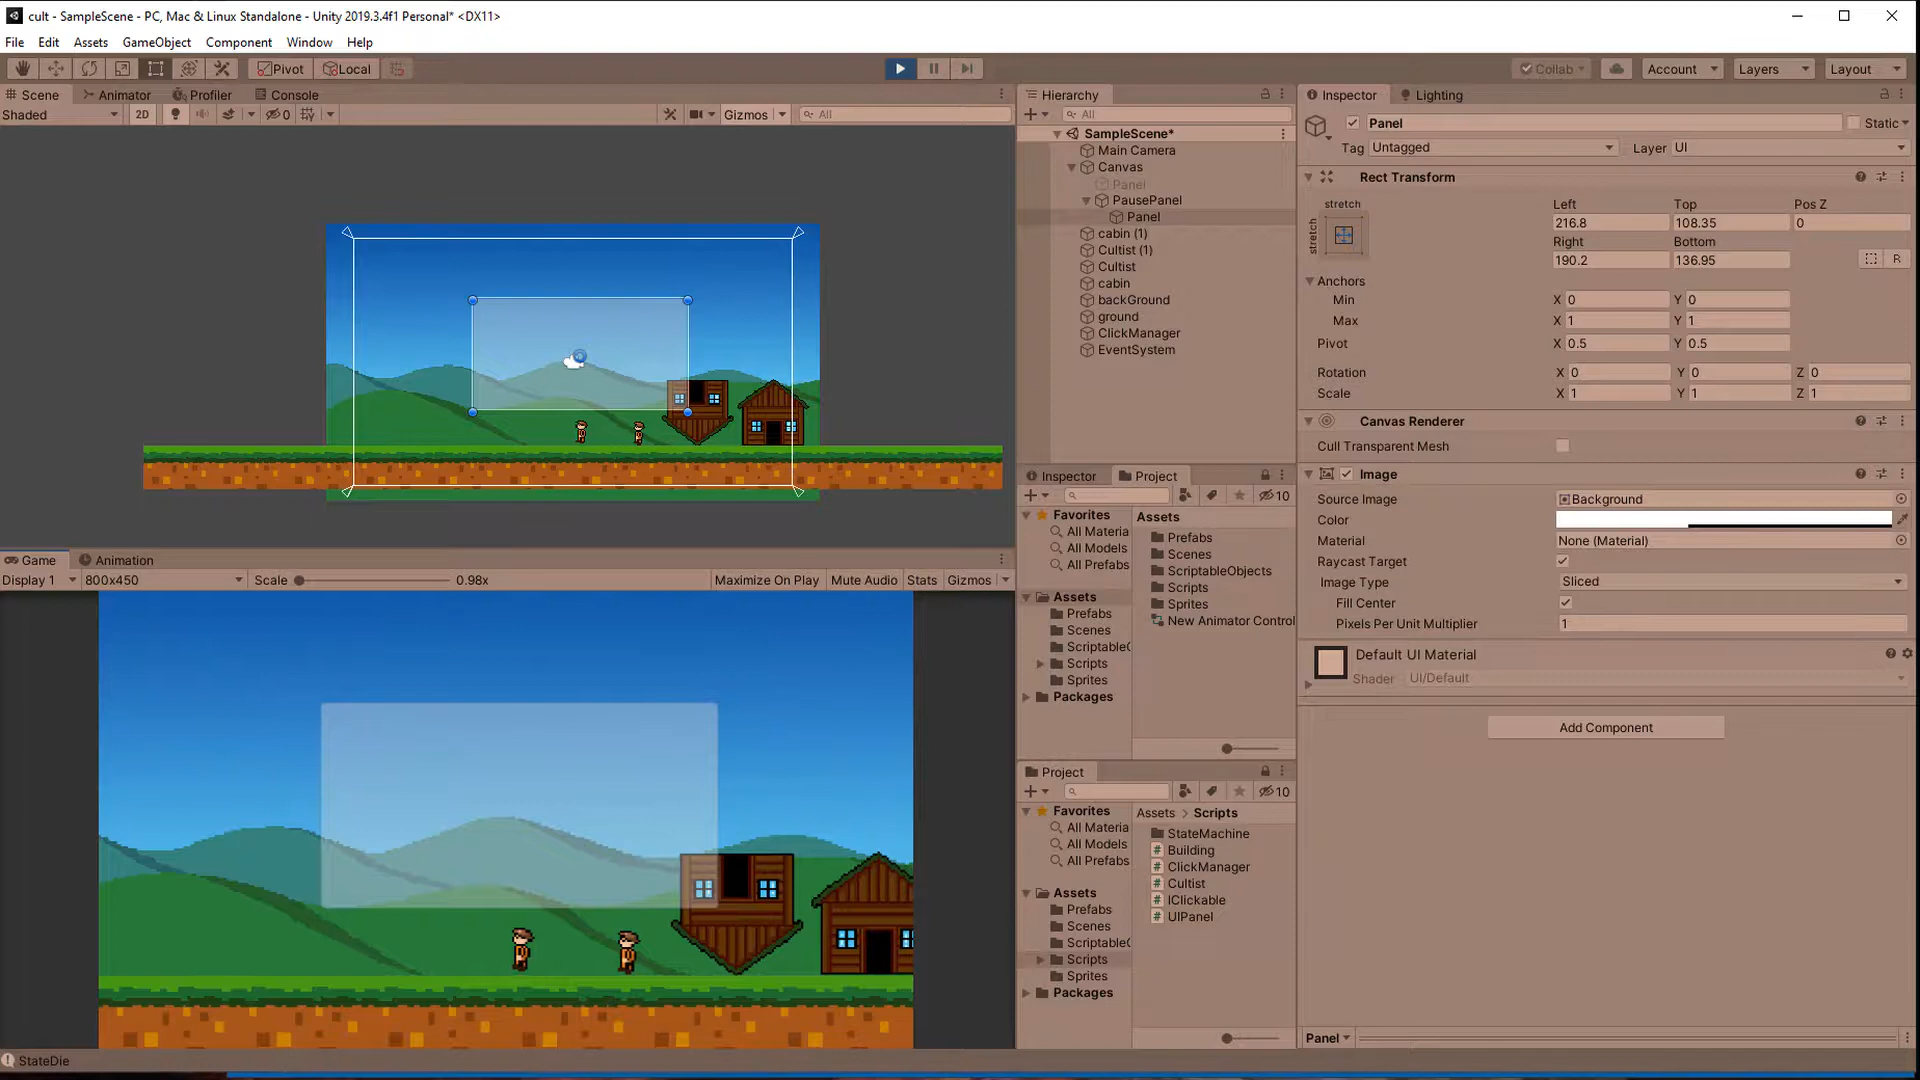 cult - SampleScene - PC, Mac & Linux Standalone - Unity 2019.3.4f1 Personal* <DX11>
File Edit Assets GameObject Component Window Help
Pivot Local
Collab Account Layers Layout
Scene Animator Profiler Console
Shaded 2D 0 Gizmos All
Hierarchy
All
SampleScene*
Main Camera
Canvas
Panel
PausePanel
Panel
cabin (1)
Cultist (1)
Cultist
cabin
backGround
ground
ClickManager
EventSystem
Inspector Lighting
Panel Static
Tag Untagged Layer UI
Rect Transform
stretch Left Top Pos Z
stretch
216.8 108.35 0
Right Bottom
190.2 136.95 R
Anchors
Min X 0 Y 0
Max X 1 Y 1
Pivot X 0.5 Y 0.5
Rotation X 0 Y 0 Z 0
Scale X 1 Y 1 Z 1
Canvas Renderer
Cull Transparent Mesh
Image
Source Image Background
Color
Material None (Material)
Raycast Target
Image Type Sliced
Fill Center
Pixels Per Unit Multiplier 1
Default UI Material
Shader UI/Default
Add Component
Panel
Inspector Project
10
Favorites
All Materia
All Models
All Prefabs
Assets
Prefabs
Scenes
Scriptable
Scripts
Sprites
Packages
Assets
Prefabs
Scenes
ScriptableObjects
Scripts
Sprites
New Animator Control
Game Animation
Display 1 800x450 Scale 0.98x Maximize On Play Mute Audio Stats Gizmos
Project
10
Favorites
All Materia
All Models
All Prefabs
Assets
Prefabs
Scenes
Scriptable
Scripts
Sprites
Packages
Assets > Scripts
StateMachine
Building
ClickManager
Cultist
IClickable
UIPanel
StateDie